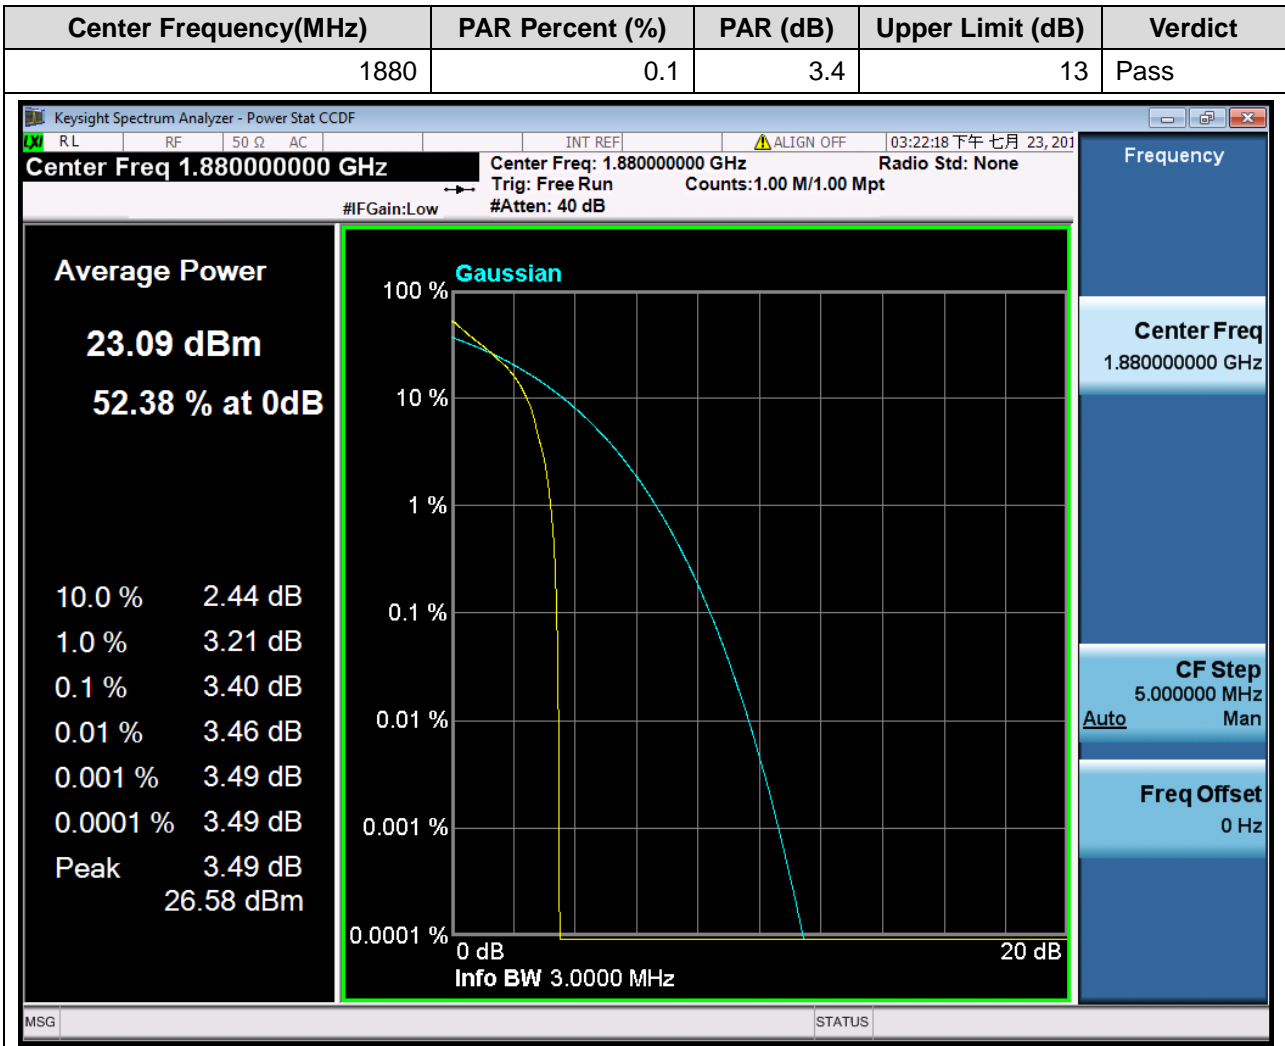 Center Frequency(MHz) PAR Percent (%) PAR (dB) Upper Limit (dB) Verdict
1880 0.1 3.4 13 Pass
Keysight Spectrum Analyzer - Power Stat CCDF
LXI RL RF 50 Ω AC INT REF ALIGN OFF 03:22:18 下午 七月 23, 201
Center Freq 1.880000000 GHz
Center Freq: 1.880000000 GHz Radio Std: None
Trig: Free Run Counts:1.00 M/1.00 Mpt
#IFGain:Low #Atten: 40 dB
Average Power
23.09 dBm
52.38 % at 0dB
10.0 % 2.44 dB
1.0 % 3.21 dB
0.1 % 3.40 dB
0.01 % 3.46 dB
0.001 % 3.49 dB
0.0001 % 3.49 dB
Peak 3.49 dB
26.58 dBm
Gaussian
100 %
10 %
1 %
0.1 %
0.01 %
0.001 %
0.0001 %
0 dB 20 dB
Info BW 3.0000 MHz
Frequency
Center Freq
1.880000000 GHz
CF Step
5.000000 MHz
Auto Man
Freq Offset
0 Hz
MSG STATUS